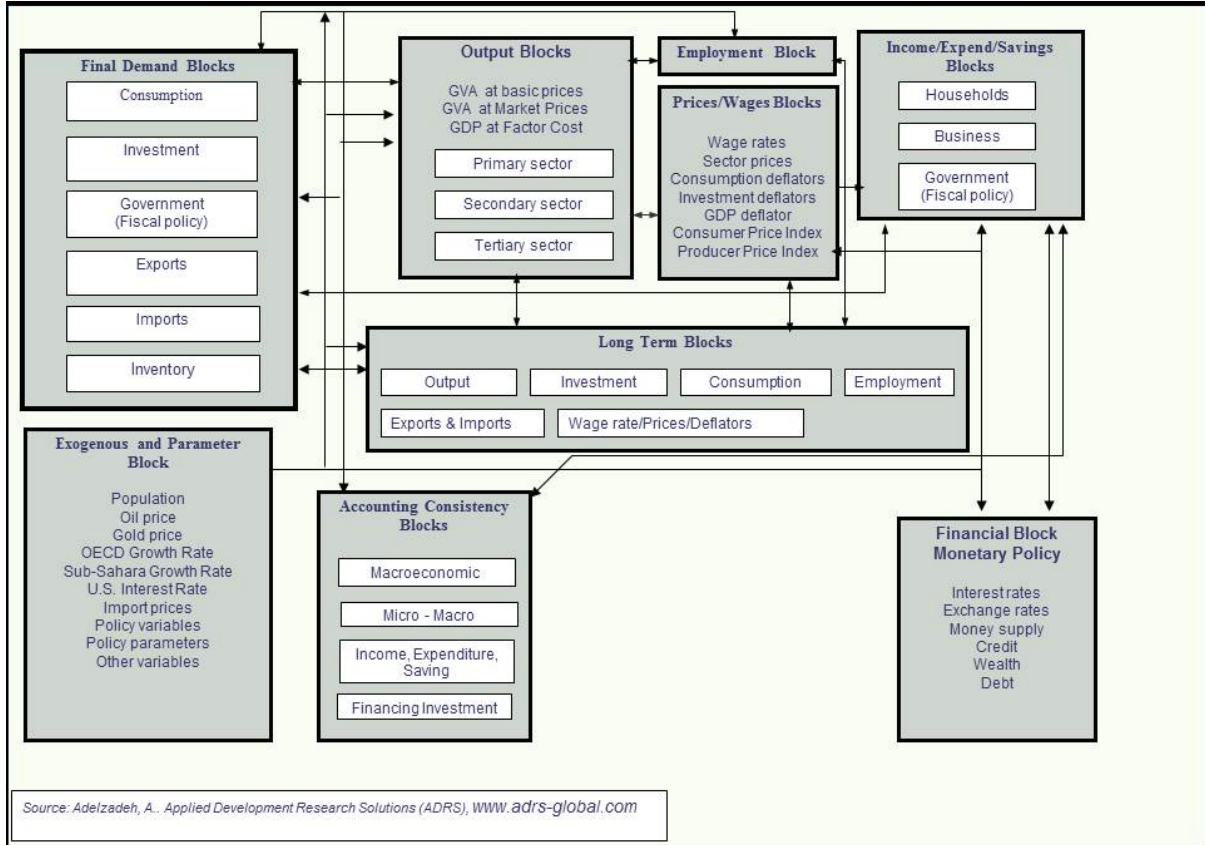 Final Demand Blocks
Consumption
Investment
Government
(Fiscal policy)
Exports
Imports
Inventory
Output Blocks
GVA at basic prices
GVA at Market Prices
GDP at Factor Cost
Primary sector
Secondary sector
Tertiary sector
Employment Block
Prices/Wages Blocks
Wage rates
Sector prices
Consumption deflators
Investment deflators
GDP deflator
Consumer Price Index
Producer Price Index
Income/Expend/Savings
Blocks
Households
Business
Government
(Fiscal policy)
Long Term Blocks
Output
Investment
Consumption
Employment
Exports & Imports
Wage rate/Prices/Deflators
Exogenous and Parameter
Block
Population
Oil price
Gold price
OECD Growth Rate
Sub-Sahara Growth Rate
U.S. Interest Rate
Import prices
Policy variables
Policy parameters
Other variables
Accounting Consistency
Blocks
Macroeconomic
Micro - Macro
Income, Expenditure,
Saving
Financing Investment
Financial Block
Monetary Policy
Interest rates
Exchange rates
Money supply
Credit
Wealth
Debt
Source: Adelzadeh, A.. Applied Development Research Solutions (ADRS), www.adrs-global.com